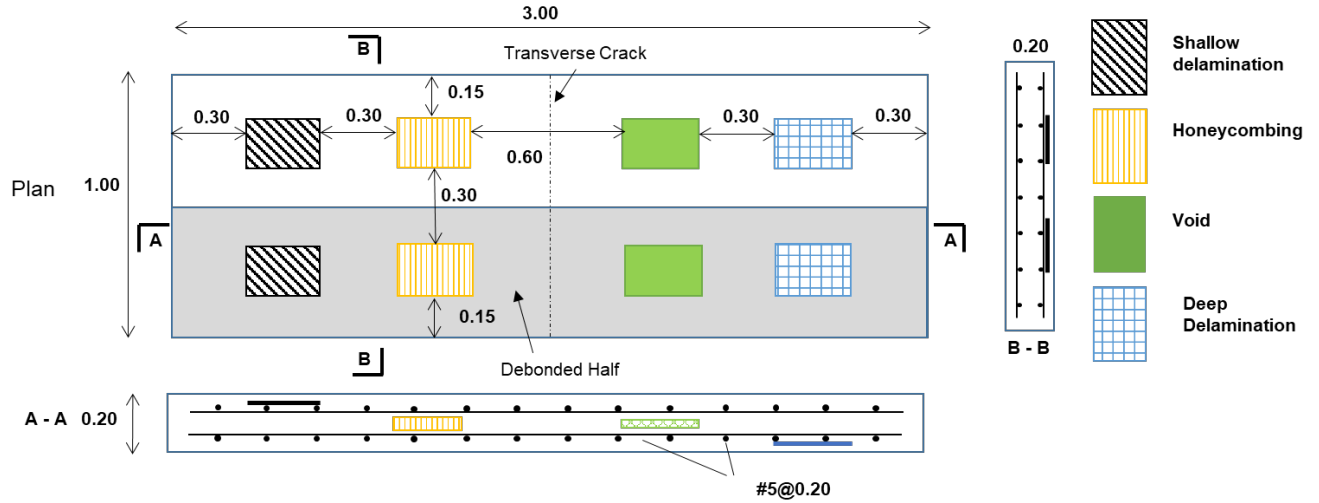 3.00
B
Transverse Crack
0.15
0.30
0.30
0.30
0.30
0.60
Plan
1.00
0.30
A
A
0.15
B
Debonded Half
A - A
0.20
#5@0.20
0.20
B - B
Shallow
delamination
Honeycombing
Void
Deep
Delamination